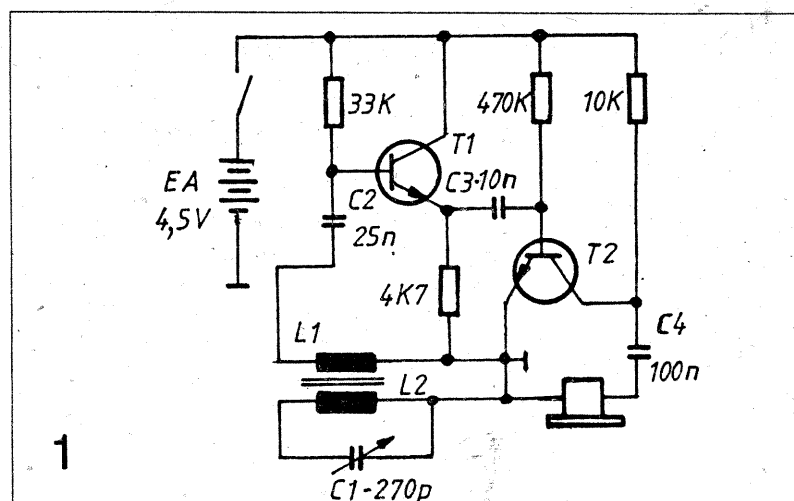 33K
470K
10K
T1
EA
4,5V
C2
25n
C3-10n
T2
4K7
L1
C4
100n
L2
1
C1-270p